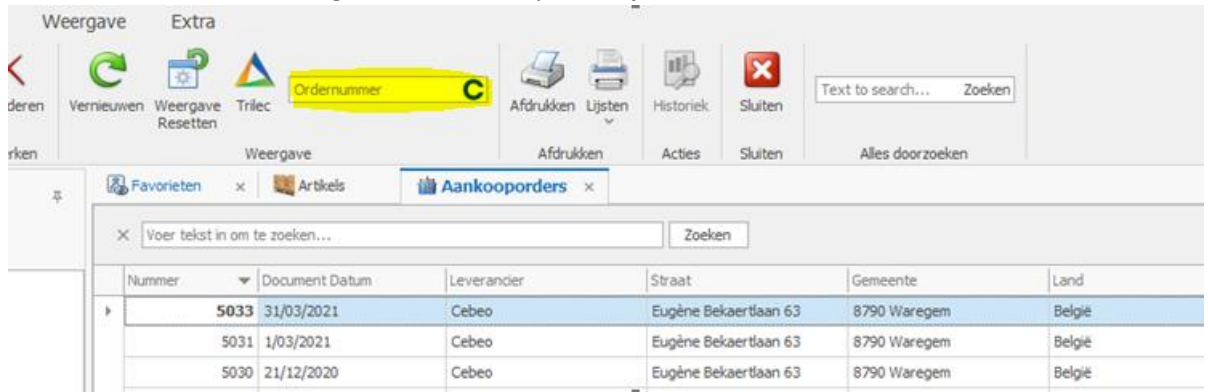 Weergave Extra
deren Vernieuwen Weergave Resetten Trilec Ordernummer C Afdrukken Lijsten Historiek Sluiten Text to search... Zoeken
rken Weergave Afdrukken Acties Sluiten Alles doorzoeken
Favorieten × Artikels Aankooporders ×
× Voer tekst in om te zoeken... Zoeken
Nummer Document Datum Leverancier Straat Gemeente Land
5033 31/03/2021 Cebeo Eugène Bekaertlaan 63 8790 Waregem België
5031 1/03/2021 Cebeo Eugène Bekaertlaan 63 8790 Waregem België
5030 21/12/2020 Cebeo Eugène Bekaertlaan 63 8790 Waregem België